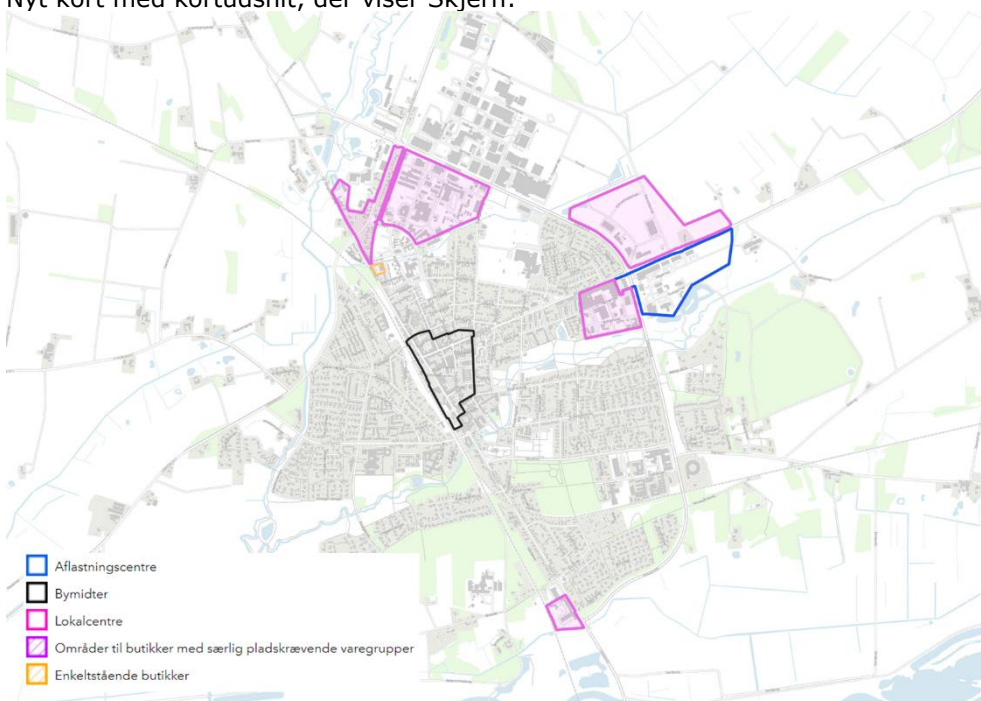 Nyt kort med kortudsnit, der viser Skjern.
Aflastningscentre
Bymidter
Lokalcentre
Områder til butikker med særlig pladskrævende varegrupper
Enkeltstående butikker